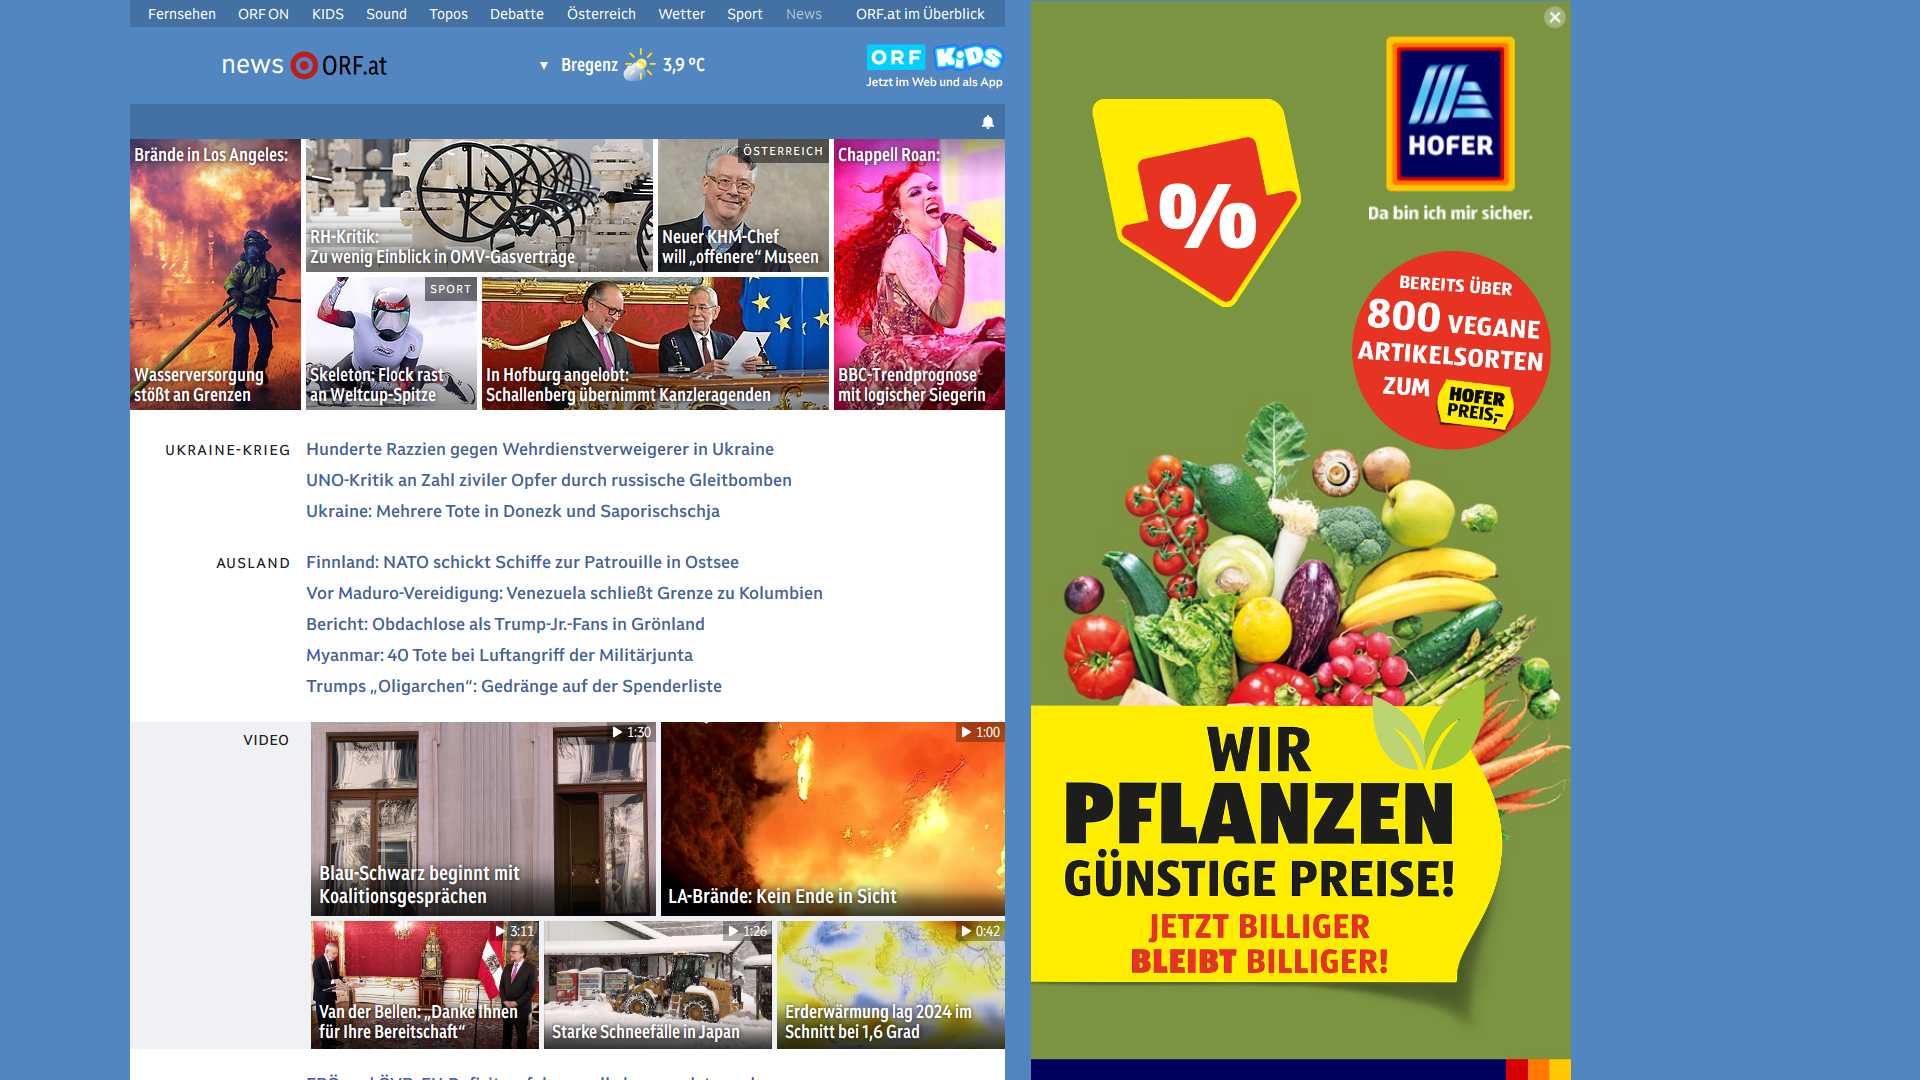 Fernsehen ORF ON KIDS Sound Topos Debatte Österreich Wetter Sport News ORF.at im Überblick
news ORF.at
Bregenz 3,9 °C
ORF KiDS
Jetzt im Web und als App
Brände in Los Angeles:
Wasserversorgung
stößt an Grenzen
RH-Kritik:
Zu wenig Einblick in OMV-Gasverträge
ÖSTERREICH
Neuer KHM-Chef
will „offenere“ Museen
Chappell Roan:
BBC-Trendprognose
mit logischer Siegerin
SPORT
Skeleton: Flock rast
an Weltcup-Spitze
In Hofburg angelobt:
Schallenberg übernimmt Kanzleragenden
UKRAINE-KRIEG
Hunderte Razzien gegen Wehrdienstverweigerer in Ukraine
UNO-Kritik an Zahl ziviler Opfer durch russische Gleitbomben
Ukraine: Mehrere Tote in Donezk und Saporischschja
AUSLAND
Finnland: NATO schickt Schiffe zur Patrouille in Ostsee
Vor Maduro-Vereidigung: Venezuela schließt Grenze zu Kolumbien
Bericht: Obdachlose als Trump-Jr.-Fans in Grönland
Myanmar: 40 Tote bei Luftangriff der Militärjunta
Trumps „Oligarchen“: Gedränge auf der Spenderliste
VIDEO
1:30
Blau-Schwarz beginnt mit
Koalitionsgesprächen
1:00
LA-Brände: Kein Ende in Sicht
3:11
Van der Bellen: „Danke Ihnen
für Ihre Bereitschaft“
1:26
Starke Schneefälle in Japan
0:42
Erderwärmung lag 2024 im
Schnitt bei 1,6 Grad
%
HOFER
Da bin ich mir sicher.
BEREITS ÜBER
800 VEGANE
ARTIKELSORTEN
ZUM HOFER
PREIS,-
WIR
PFLANZEN
GÜNSTIGE PREISE!
JETZT BILLIGER
BLEIBT BILLIGER!